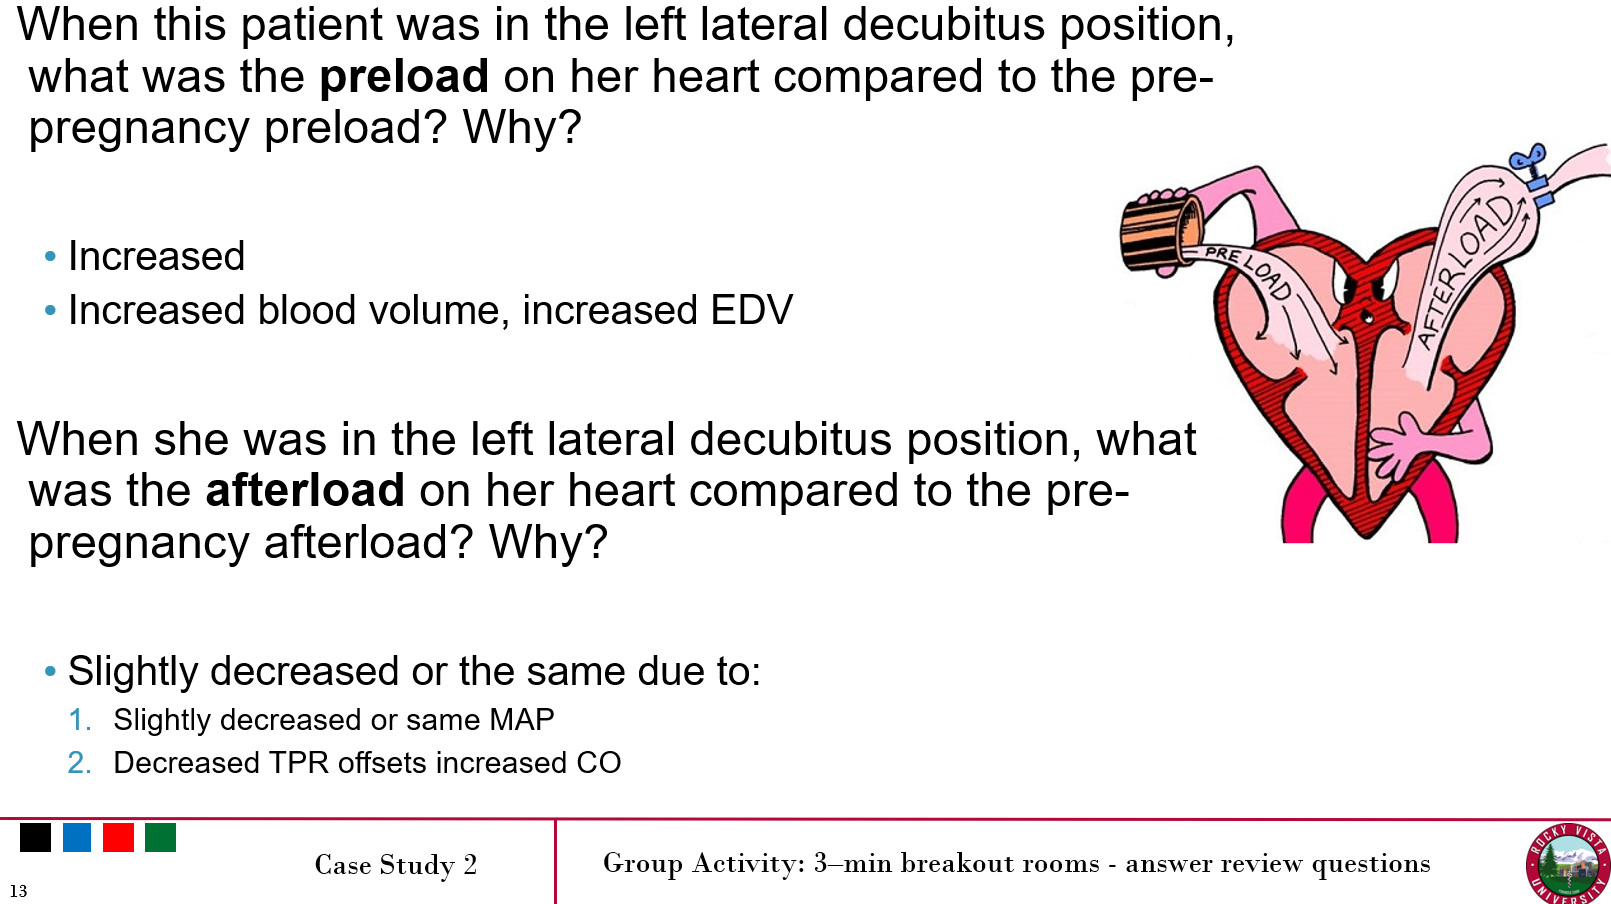 When this patient was in the left lateral decubitus position,
what was the preload on her heart compared to the pre-
pregnancy preload? Why?
• Increased
• Increased blood volume, increased EDV
PRE LOAD
AFTERLOAD
When she was in the left lateral decubitus position, what
was the afterload on her heart compared to the pre-
pregnancy afterload? Why?
• Slightly decreased or the same due to:
1. Slightly decreased or same MAP
2. Decreased TPR offsets increased CO
Case Study 2
Group Activity: 3–min breakout rooms - answer review questions
13
ROCKY VISTA
UNIVERSITY